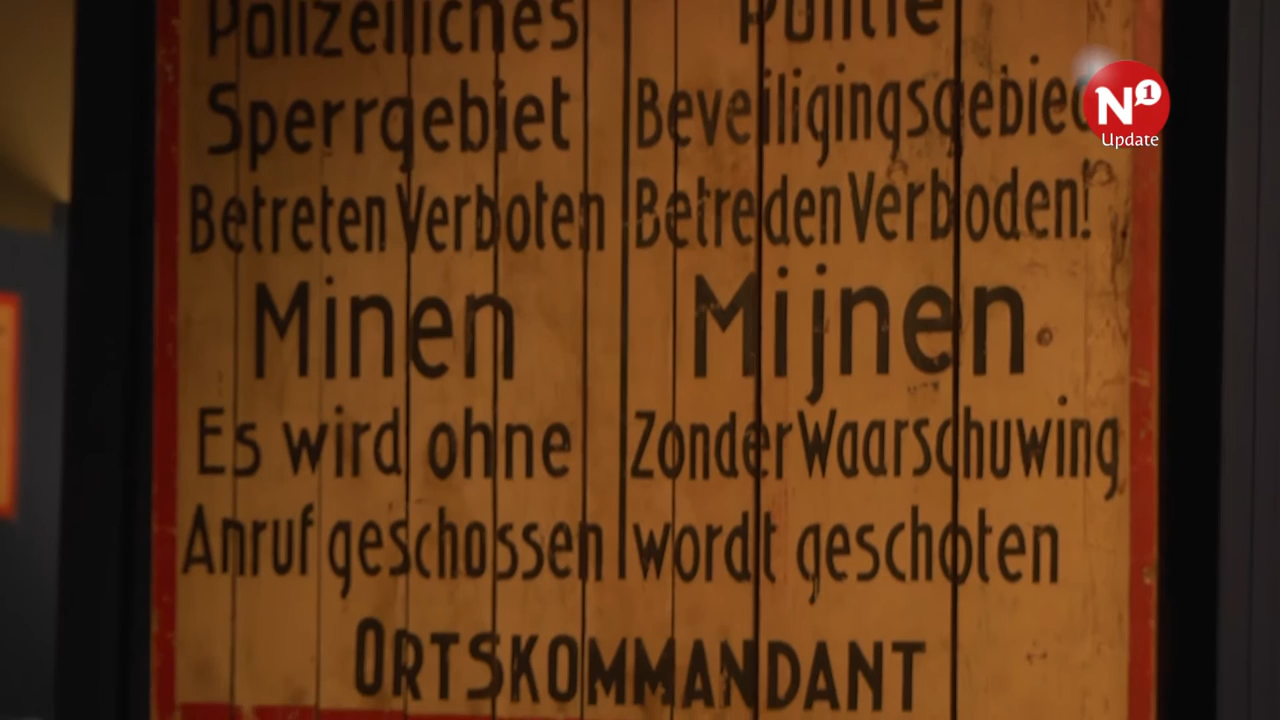 Polizeiliches
Sperrgebiet
Betreten Verboten
Minen
Es wird ohne
Anruf geschossen
Politie
Beveiligingsgebied
Betreden Verboden!
Mijnen
Zonder Waarschuwing
wordt geschoten
ORTSKOMMANDANT
N1
Update